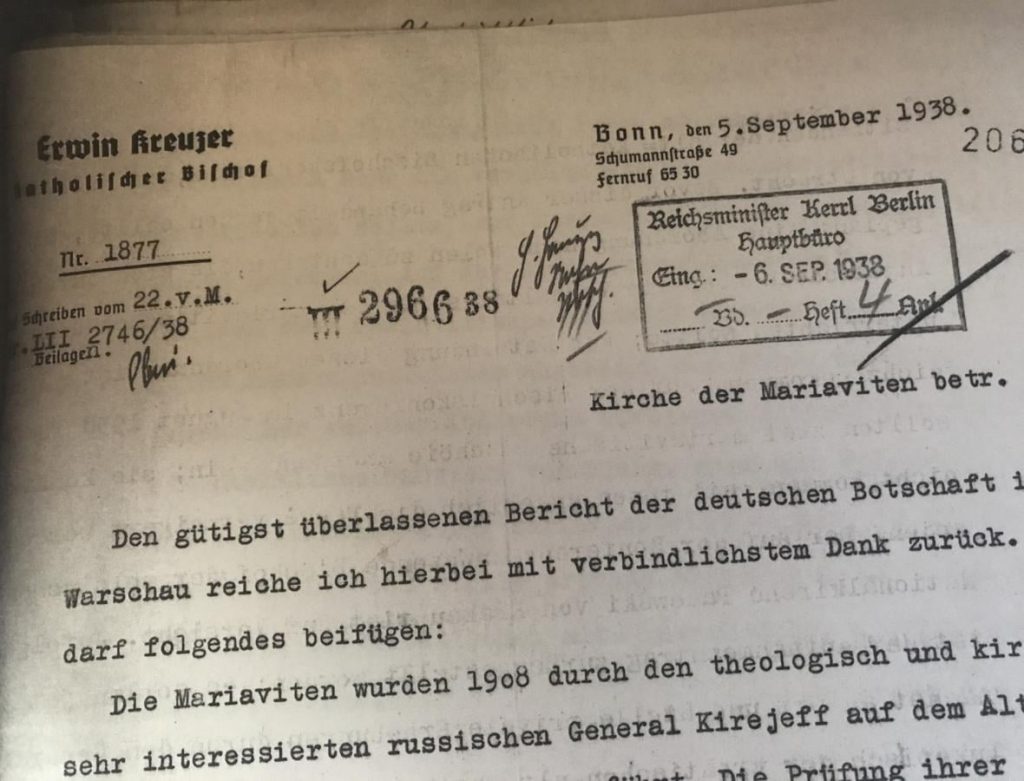 Erwin Kreuzer
Katholischer Bischof
Bonn, den 5. September 1938.
Schumannstraße 49
Fernruf 65 30
206
Nr. 1877
Schreiben vom 22.v.M.
III 2746/38
Beilagen:
III 2966 38
Reichsminister Kerrl Berlin
Hauptbüro
Eing.: - 6. SEP. 1938
Bd. Heft 4 Anl
Kirche der Mariaviten betr.
Den gütigst überlassenen Bericht der deutschen Botschaft i
Warschau reiche ich hierbei mit verbindlichstem Dank zurück.
darf folgendes beifügen:
Die Mariaviten wurden 1908 durch den theologisch und kir
sehr interessierten russischen General Kirejeff auf dem Alt
Die Prüfung ihrer